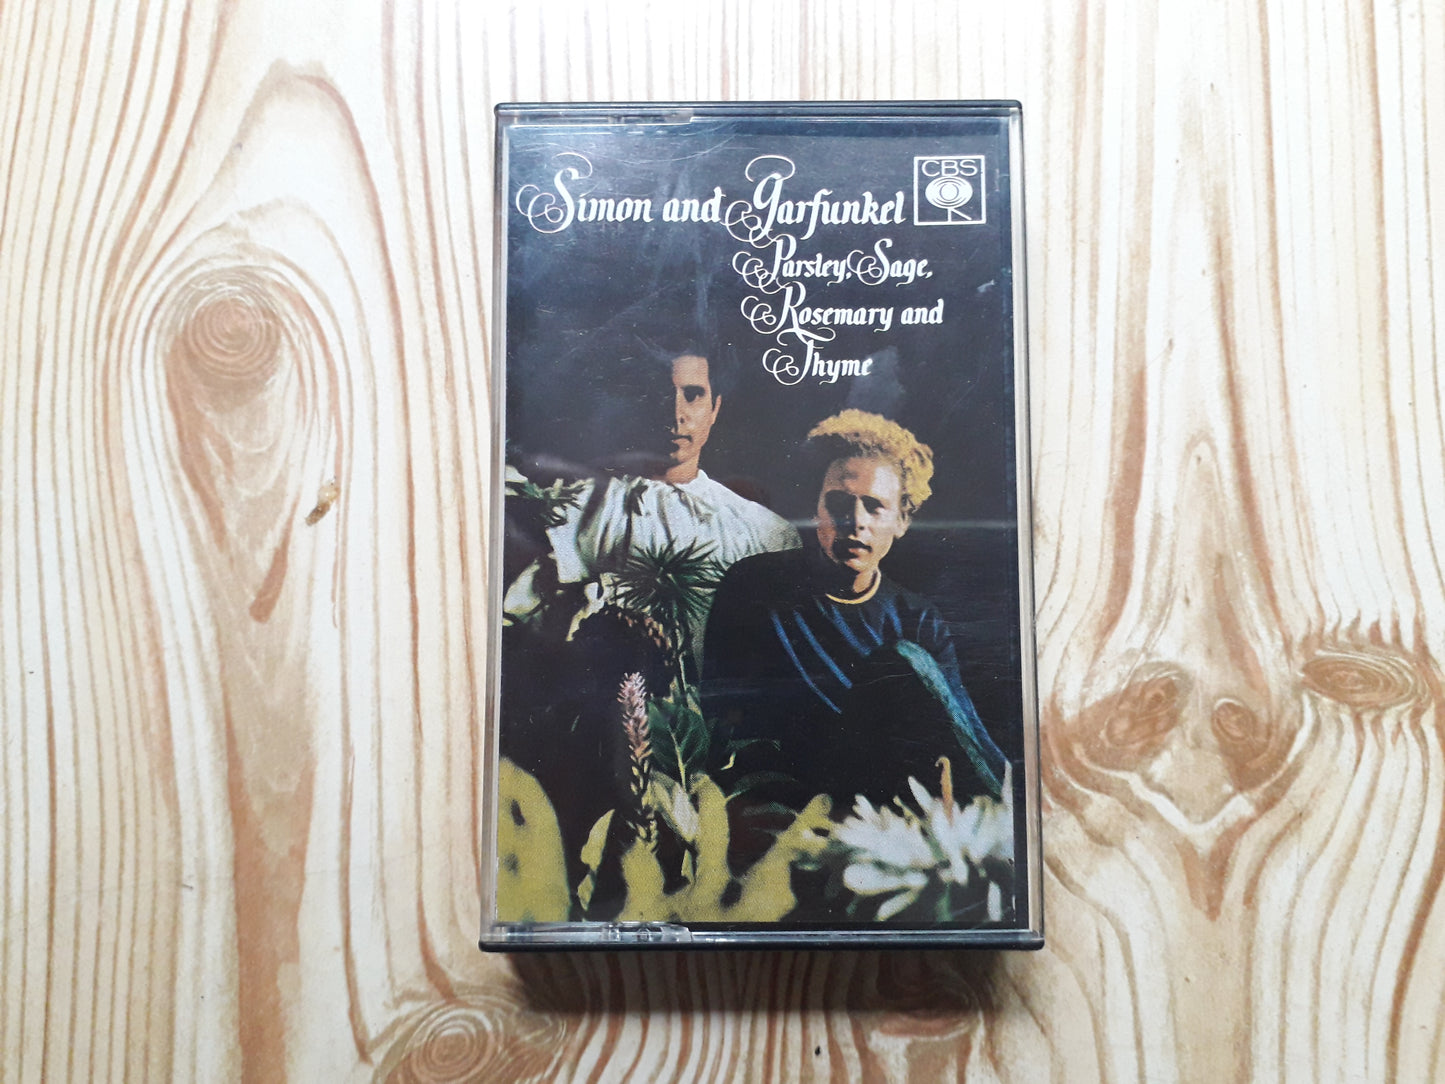 Simon and Garfunkel
CBS
Parsley, Sage,
Rosemary and
Thyme